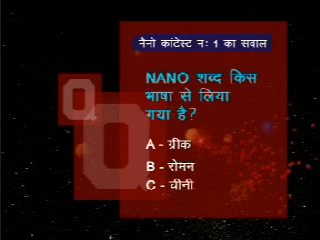 नैनो कांटेस्ट नः 1 का सवाल
NANO शब्द किस
भाषा से लिया
गया है?
A - ग्रीक
B - रोमन
C - चीनी
Q
Q